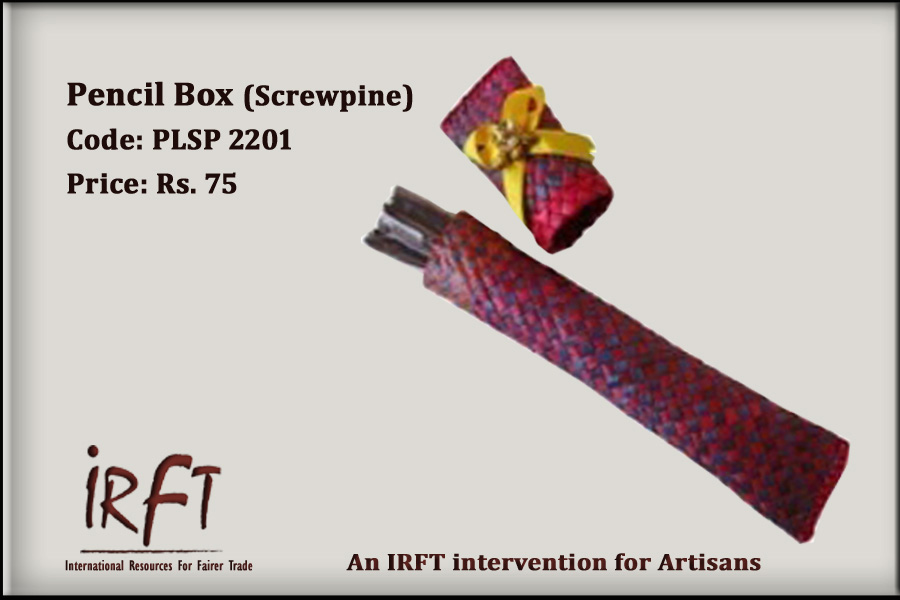 Pencil Box (Screwpine)
Code: PLSP 2201
Price: Rs. 75
iRFT
International Resources For Fairer Trade
An IRFT intervention for Artisans